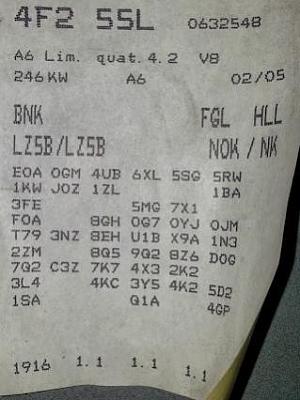 4F2 5SL 0632548
A6 Lim. quat. 4.2 V8
246KW A6 02/05
BNK FGL HLL
LZ5B/LZ5B NOK / NK
E0A 0GM 4UB 6XL 5SG 5RW
1KW J0Z 1ZL 1BA
3FE 5MG 7X1
F0A 8GH 0G7 0YJ 0JM
T79 3NZ 8EH U1B X9A 1N3
2ZM 8Q5 9Q2 8Z6 D0G
7Q2 C3Z 7K7 4X3 2K2
3L4 4KC 3Y5 4K2 5D2
1SA Q1A 4GP
1916 1.1 1.1 1.1